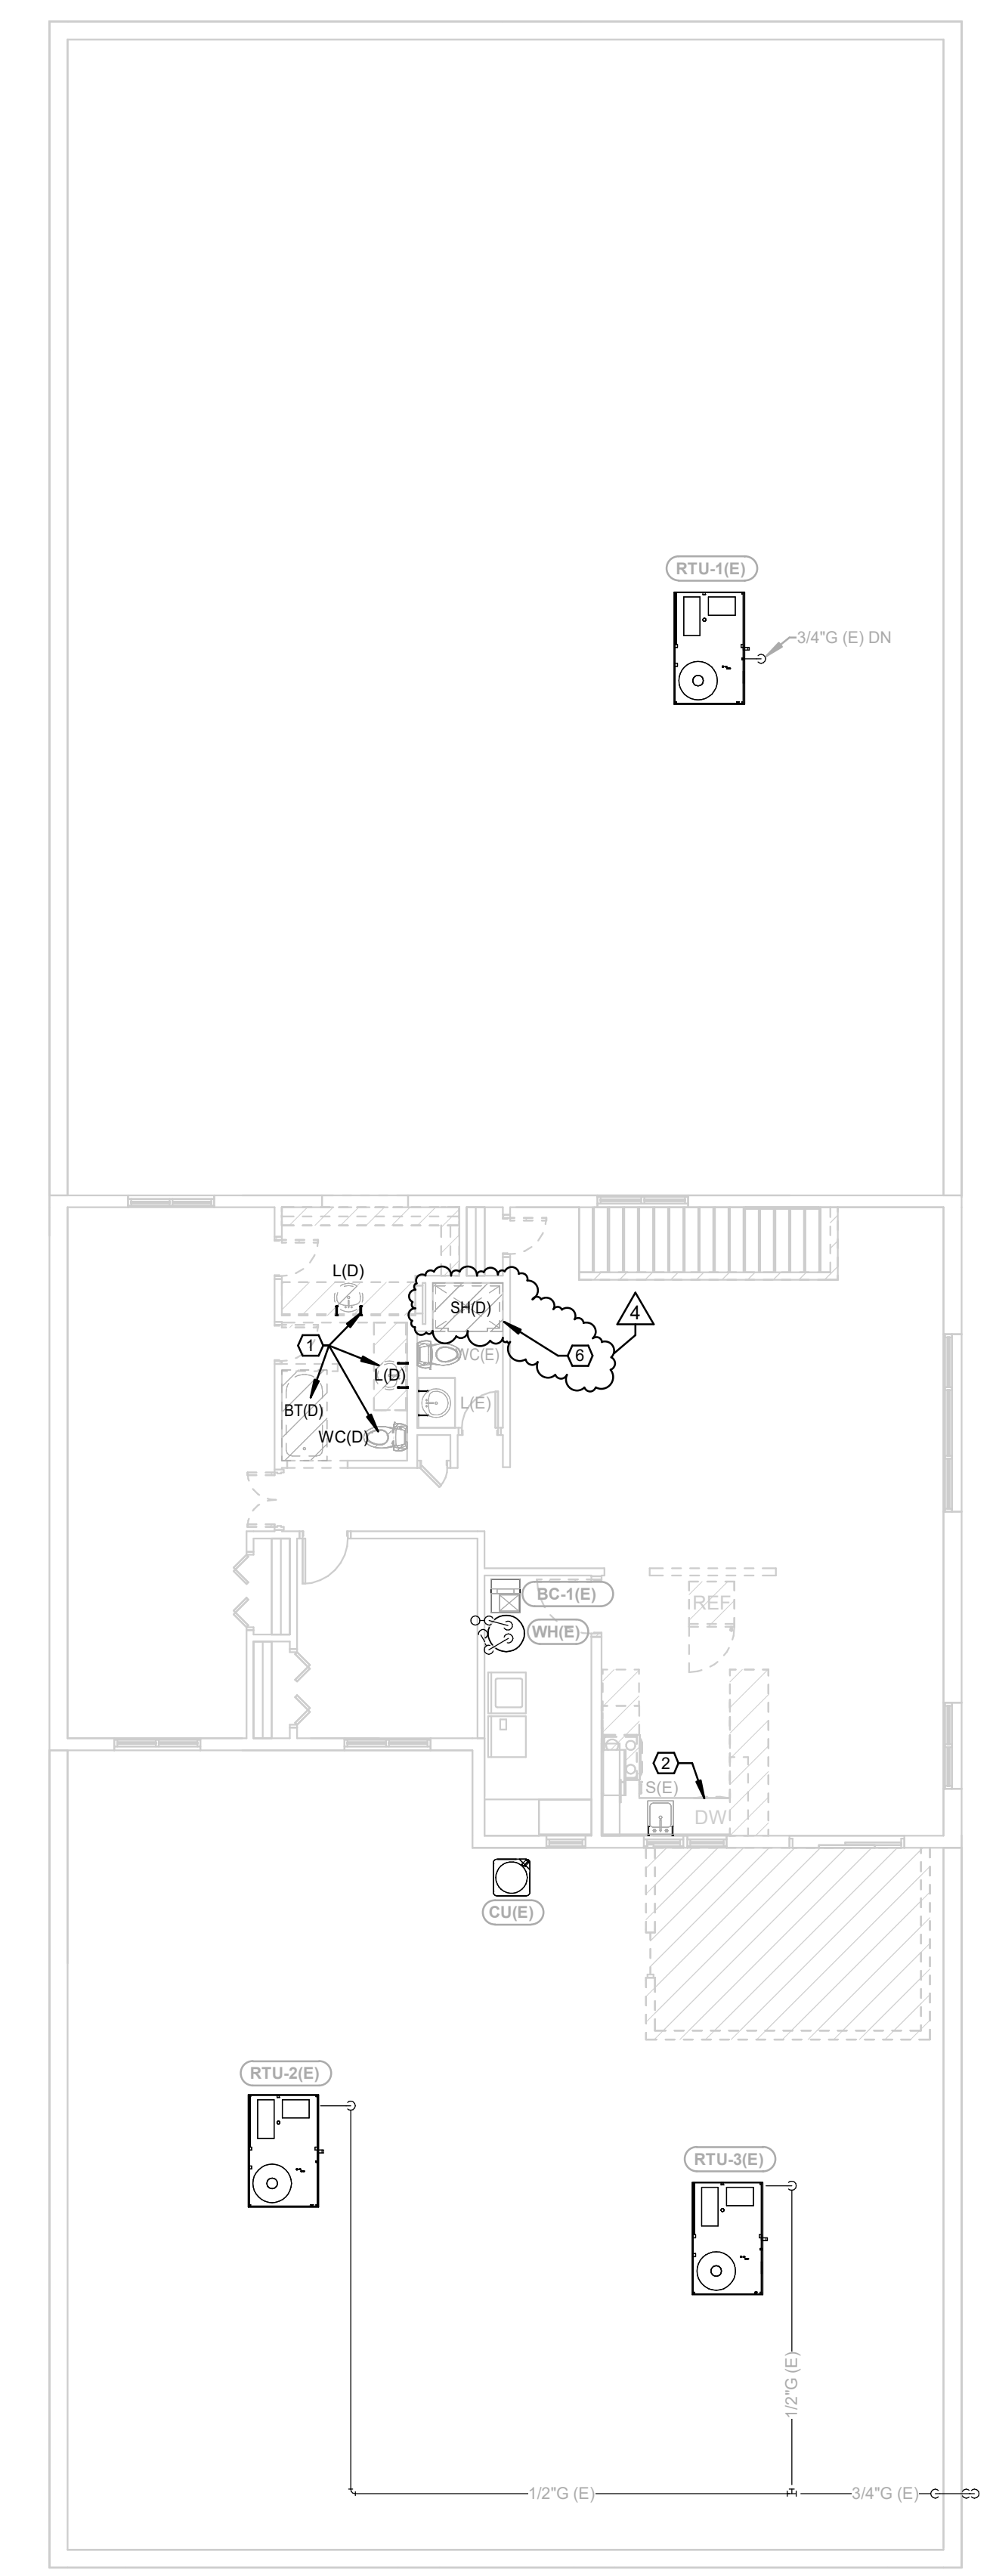 RTU-1(E)
3/4"G (E) DN
L(D)
SH(D)
4
1
6
WC(E)
L(D)
L(E)
BT(D)
WC(D)
BC-1(E)
REF
WH(E)
2
S(E)
DW
CU(E)
RTU-2(E)
RTU-3(E)
1/2"G (E)
1/2"G (E)
3/4"G (E)